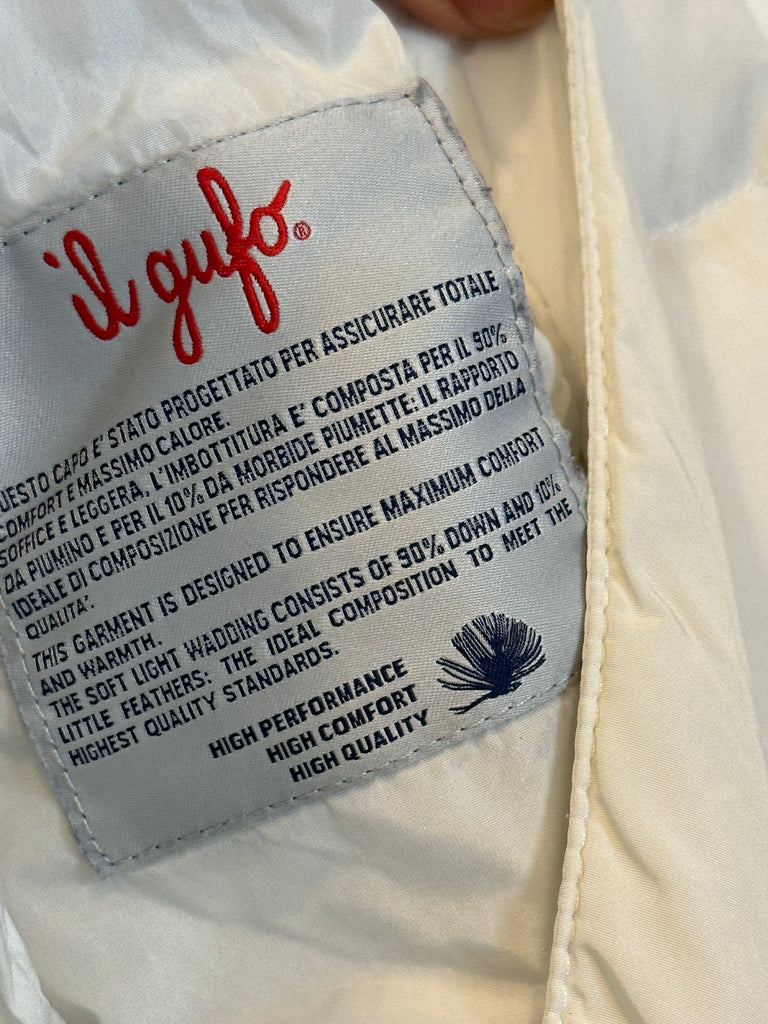 il gufo®
UESTO CAPO E' STATO PROGETTATO PER ASSICURARE TOTALE
COMFORT E MASSIMO CALORE.
SOFFICE E LEGGERA, L'IMBOTTITURA E' COMPOSTA PER IL 90%
DA PIUMINO E PER IL 10% DA MORBIDE PIUMETTE: IL RAPPORTO
IDEALE DI COMPOSIZIONE PER RISPONDERE AL MASSIMO DELLA
QUALITA'.
THIS GARMENT IS DESIGNED TO ENSURE MAXIMUM COMFORT
AND WARMTH.
THE SOFT LIGHT WADDING CONSISTS OF 90% DOWN AND 10%
LITTLE FEATHERS: THE IDEAL COMPOSITION TO MEET THE
HIGHEST QUALITY STANDARDS.
HIGH PERFORMANCE
HIGH COMFORT
HIGH QUALITY